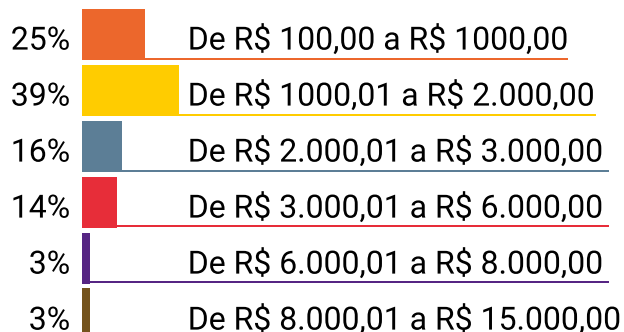 25% De R$ 100,00 a R$ 1000,00
39% De R$ 1000,01 a R$ 2.000,00
16% De R$ 2.000,01 a R$ 3.000,00
14% De R$ 3.000,01 a R$ 6.000,00
3% De R$ 6.000,01 a R$ 8.000,00
3% De R$ 8.000,01 a R$ 15.000,00